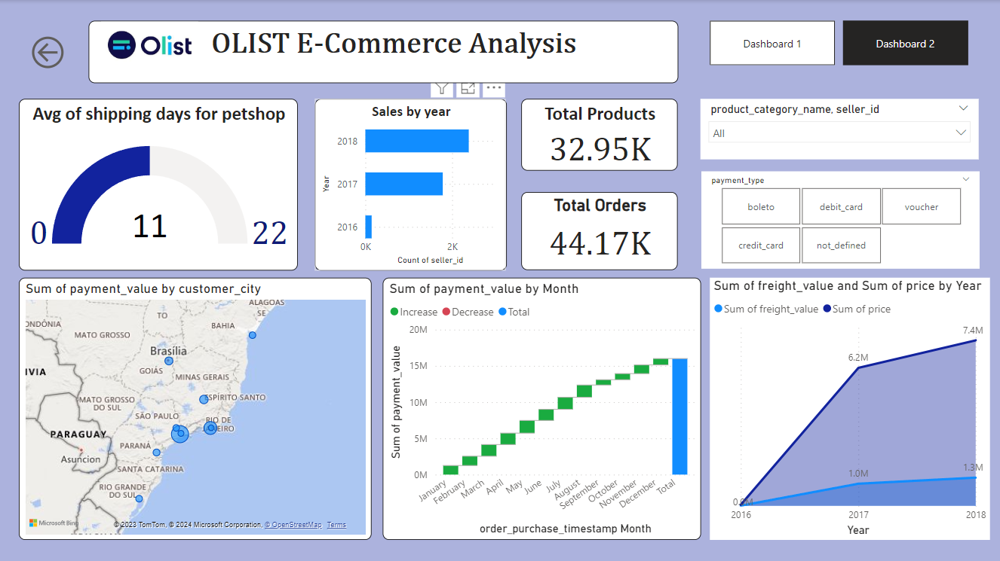 Olist
OLIST E-Commerce Analysis
Dashboard 1
Dashboard 2
Avg of shipping days for petshop
0
11
22
Sales by year
Year
2018
2017
2016
0K
2K
Count of seller_id
Total Products
32.95K
Total Orders
44.17K
product_category_name, seller_id
All
payment_type
boleto
debit_card
voucher
credit_card
not_defined
Sum of payment_value by customer_city
ALAGOAS
SE
TO
ONDÔNIA
BAHIA
MATO GROSSO
Brasília
GOIÁS
IVIA
MINAS GERAIS
MATO GROSSO
DO SUL
ESPÍRITO SANTO
SÃO PAULO
RIO DE
JANEIRO
PARAGUAY
PARANÁ
Asuncion
SANTA CATARINA
RIO GRANDE
DO SUL
Microsoft Bing
© 2023 TomTom, © 2024 Microsoft Corporation, © OpenStreetMap Terms
Sum of payment_value by Month
Increase Decrease Total
Sum of payment_value
20M
15M
10M
5M
0M
January
February
March
April
May
June
July
August
September
October
November
December
Total
order_purchase_timestamp Month
Sum of freight_value and Sum of price by Year
Sum of freight_value Sum of price
7.4M
6.2M
1.3M
1.0M
0.0M
2016
2017
2018
Year